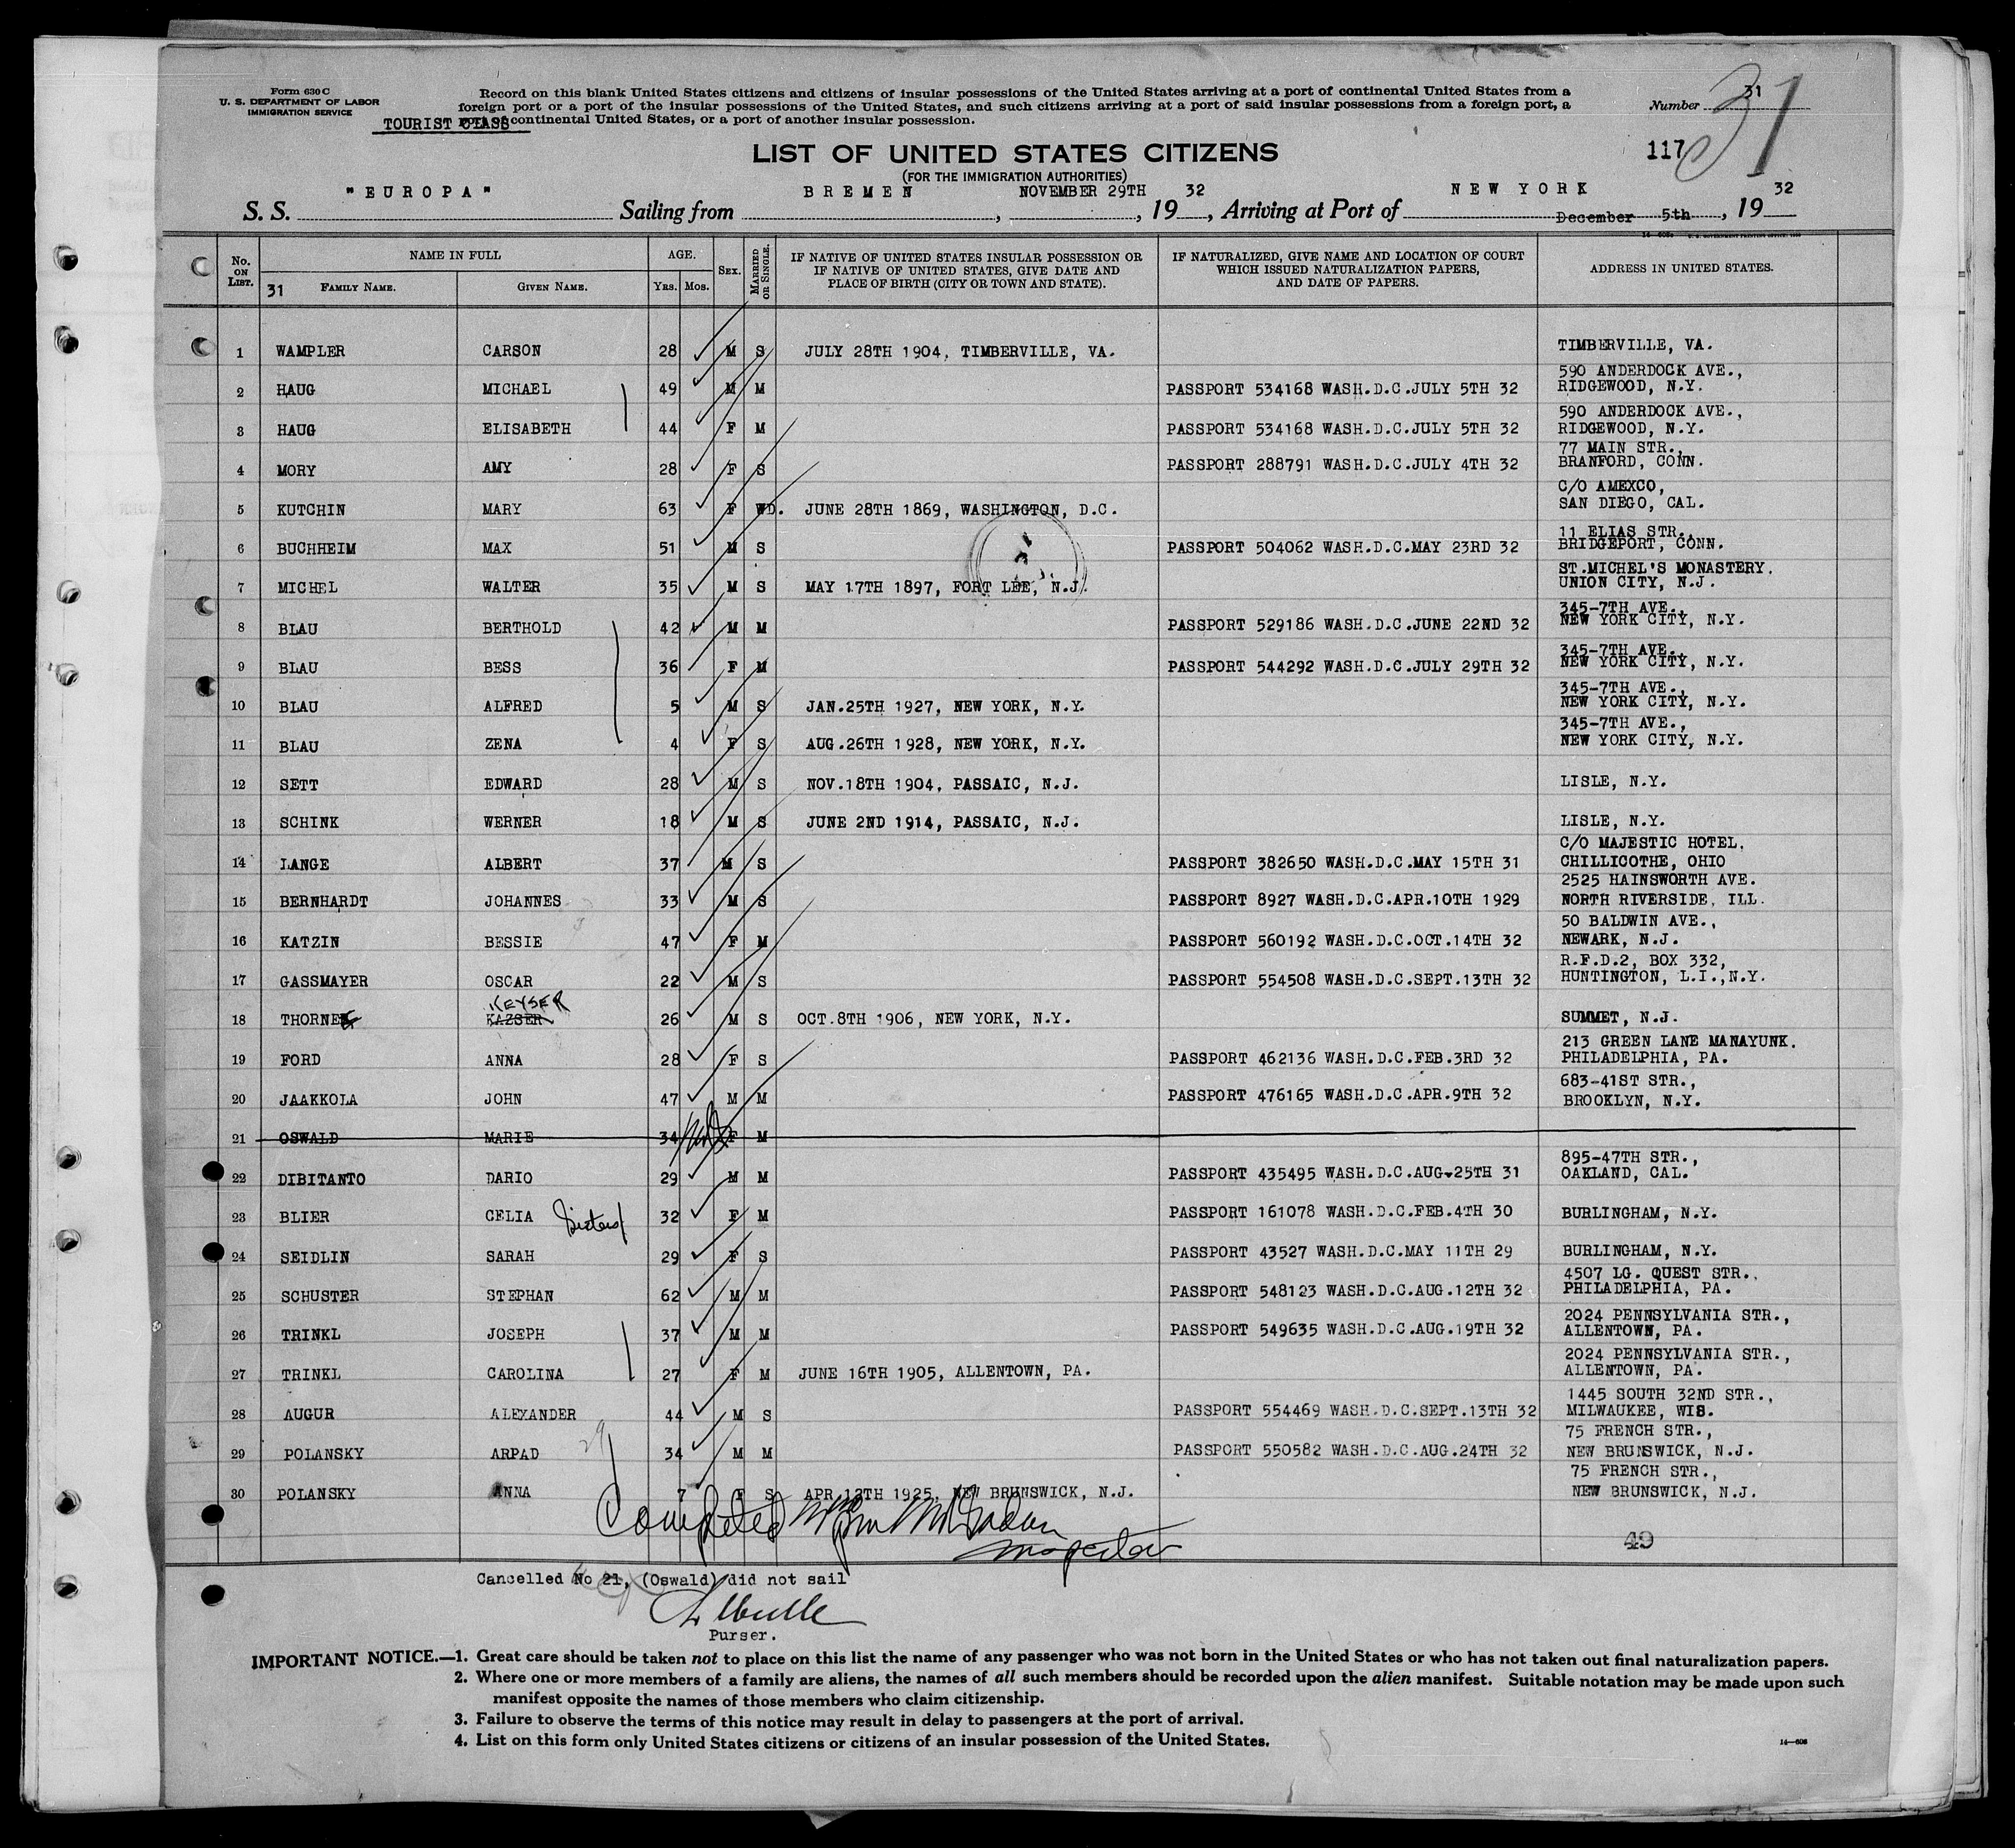 Form 630 C
U. S. DEPARTMENT OF LABOR
IMMIGRATION SERVICE
TOURIST CLASS
Record on this blank United States citizens and citizens of insular possessions of the United States arriving at a port of continental United States from a
foreign port or a port of the insular possessions of the United States, and such citizens arriving at a port of said insular possessions from a foreign port, a
port of continental United States, or a port of another insular possession.
Number 31
31
117
LIST OF UNITED STATES CITIZENS
(FOR THE IMMIGRATION AUTHORITIES)
S. S. "EUROPA" Sailing from BREMEN, NOVEMBER 29TH, 1932, Arriving at Port of NEW YORK December 5th, 1932
No. ON LIST. NAME IN FULL AGE. SEX. MARRIED OR SINGLE. IF NATIVE OF UNITED STATES INSULAR POSSESSION OR IF NATIVE OF UNITED STATES, GIVE DATE AND PLACE OF BIRTH (CITY OR TOWN AND STATE). IF NATURALIZED, GIVE NAME AND LOCATION OF COURT WHICH ISSUED NATURALIZATION PAPERS, AND DATE OF PAPERS. ADDRESS IN UNITED STATES.
31 FAMILY NAME. GIVEN NAME. YRS. MOS.
1 WAMPLER CARSON 28 M S JULY 28TH 1904, TIMBERVILLE, VA. TIMBERVILLE, VA.
2 HAUG MICHAEL 49 M M PASSPORT 534168 WASH.D.C.JULY 5TH 32 590 ANDERDOCK AVE., RIDGEWOOD, N.Y.
3 HAUG ELISABETH 44 F M PASSPORT 534168 WASH.D.C.JULY 5TH 32 590 ANDERDOCK AVE., RIDGEWOOD, N.Y.
4 MORY AMY 28 F S PASSPORT 288791 WASH.D.C.JULY 4TH 32 77 MAIN STR., BRANFORD, CONN.
5 KUTCHIN MARY 63 F WD. JUNE 28TH 1869, WASHINGTON, D.C. C/O AMEXCO, SAN DIEGO, CAL.
6 BUCHHEIM MAX 51 M S PASSPORT 504062 WASH.D.C.MAY 23RD 32 11 ELIAS STR., BRIDGEPORT, CONN.
7 MICHEL WALTER 35 M S MAY 17TH 1897, FORT LEE, N.J. ST.MICHEL'S MONASTERY. UNION CITY, N.J.
8 BLAU BERTHOLD 42 M M PASSPORT 529186 WASH.D.C.JUNE 22ND 32 345-7TH AVE., NEW YORK CITY, N.Y.
9 BLAU BESS 36 F M PASSPORT 544292 WASH.D.C.JULY 29TH 32 345-7TH AVE., NEW YORK CITY, N.Y.
10 BLAU ALFRED 5 M S JAN.25TH 1927, NEW YORK, N.Y. 345-7TH AVE., NEW YORK CITY, N.Y.
11 BLAU ZENA 4 F S AUG.26TH 1928, NEW YORK, N.Y. 345-7TH AVE., NEW YORK CITY, N.Y.
12 SETT EDWARD 28 M S NOV.18TH 1904, PASSAIC, N.J. LISLE, N.Y.
13 SCHINK WERNER 18 M S JUNE 2ND 1914, PASSAIC, N.J. LISLE, N.Y.
14 LANGE ALBERT 37 M S PASSPORT 382650 WASH.D.C.MAY 15TH 31 C/O MAJESTIC HOTEL. CHILLICOTHE, OHIO
15 BERNHARDT JOHANNES 33 M S PASSPORT 8927 WASH.D.C.APR.10TH 1929 2525 HAINSWORTH AVE. NORTH RIVERSIDE, ILL.
16 KATZIN BESSIE 47 F M PASSPORT 560192 WASH.D.C.OCT.14TH 32 50 BALDWIN AVE., NEWARK, N.J.
17 GASSMAYER OSCAR 22 M S PASSPORT 554508 WASH.D.C.SEPT.13TH 32 R.F.D.2, BOX 332, HUNTINGTON, L.I.,N.Y.
KEYSER
18 THORNE KAZSER 26 M S OCT.8TH 1906, NEW YORK, N.Y. SUMMET, N.J.
19 FORD ANNA 28 F S PASSPORT 462136 WASH.D.C.FEB.3RD 32 213 GREEN LANE MANAYUNK. PHILADELPHIA, PA.
20 JAAKKOLA JOHN 47 M M PASSPORT 476165 WASH.D.C.APR.9TH 32 683-41ST STR., BROOKLYN, N.Y.
21 OSWALD MARIE 34 F M
22 DIBITANTO DARIO 29 M M PASSPORT 435495 WASH.D.C.AUG.25TH 31 895-47TH STR., OAKLAND, CAL.
23 BLIER CELIA Sisters 32 F M PASSPORT 161078 WASH.D.C.FEB.4TH 30 BURLINGHAM, N.Y.
24 SEIDLIN SARAH 29 F S PASSPORT 43527 WASH.D.C.MAY 11TH 29 BURLINGHAM, N.Y.
25 SCHUSTER STEPHAN 62 M M PASSPORT 548123 WASH.D.C.AUG.12TH 32 4507 LG. QUEST STR., PHILADELPHIA, PA.
26 TRINKL JOSEPH 37 M M PASSPORT 549635 WASH.D.C.AUG.19TH 32 2024 PENNSYLVANIA STR., ALLENTOWN, PA.
27 TRINKL CAROLINA 27 F M JUNE 16TH 1905, ALLENTOWN, PA. 2024 PENNSYLVANIA STR., ALLENTOWN, PA.
28 AUGUR ALEXANDER 44 M S PASSPORT 554469 WASH.D.C.SEPT.13TH 32 1445 SOUTH 32ND STR., MILWAUKEE, WIS.
29 POLANSKY ARPAD 29 34 M M PASSPORT 550582 WASH.D.C.AUG.24TH 32 75 FRENCH STR., NEW BRUNSWICK, N.J.
30 POLANSKY ANNA 7 F S APR.12TH 1925, NEW BRUNSWICK, N.J. 75 FRENCH STR., NEW BRUNSWICK, N.J.
Completed
Inspector
49
Cancelled No 21, (Oswald) did not sail
Purser.
IMPORTANT NOTICE.—1. Great care should be taken not to place on this list the name of any passenger who was not born in the United States or who has not taken out final naturalization papers.
2. Where one or more members of a family are aliens, the names of all such members should be recorded upon the alien manifest. Suitable notation may be made upon such
manifest opposite the names of those members who claim citizenship.
3. Failure to observe the terms of this notice may result in delay to passengers at the port of arrival.
4. List on this form only United States citizens or citizens of an insular possession of the United States.
14—608